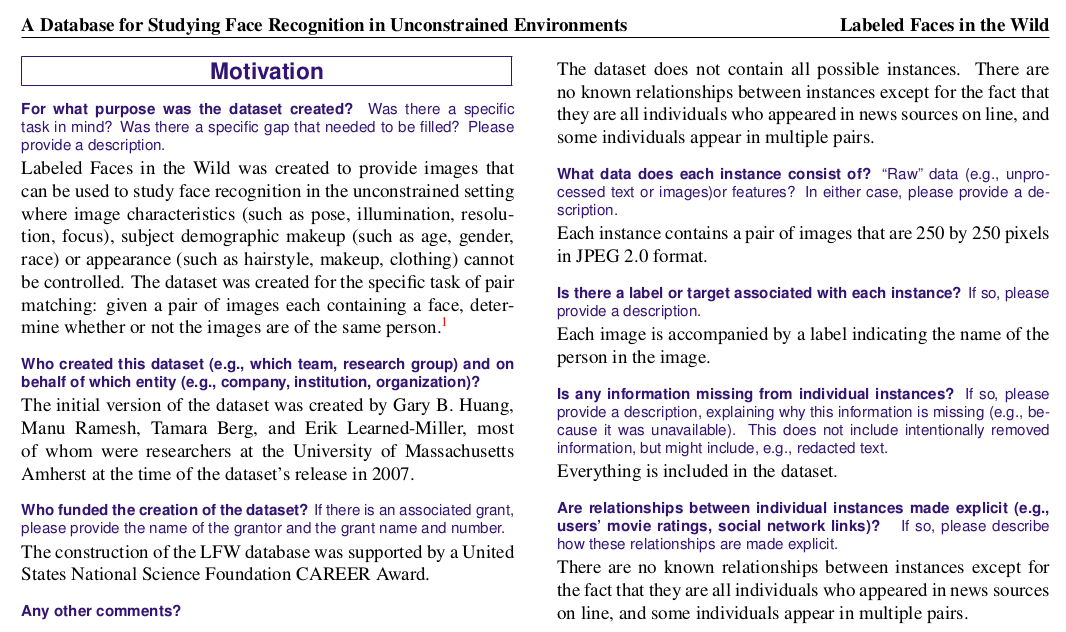 A Database for Studying Face Recognition in Unconstrained Environments
Labeled Faces in the Wild
Motivation
For what purpose was the dataset created? Was there a specific
task in mind? Was there a specific gap that needed to be filled? Please
provide a description.
Labeled Faces in the Wild was created to provide images that
can be used to study face recognition in the unconstrained setting
where image characteristics (such as pose, illumination, resolu-
tion, focus), subject demographic makeup (such as age, gender,
race) or appearance (such as hairstyle, makeup, clothing) cannot
be controlled. The dataset was created for the specific task of pair
matching: given a pair of images each containing a face, deter-
mine whether or not the images are of the same person.1
Who created this dataset (e.g., which team, research group) and on
behalf of which entity (e.g., company, institution, organization)?
The initial version of the dataset was created by Gary B. Huang,
Manu Ramesh, Tamara Berg, and Erik Learned-Miller, most
of whom were researchers at the University of Massachusetts
Amherst at the time of the dataset's release in 2007.
Who funded the creation of the dataset? If there is an associated grant,
please provide the name of the grantor and the grant name and number.
The construction of the LFW database was supported by a United
States National Science Foundation CAREER Award.
Any other comments?
The dataset does not contain all possible instances. There are
no known relationships between instances except for the fact that
they are all individuals who appeared in news sources on line, and
some individuals appear in multiple pairs.
What data does each instance consist of? “Raw” data (e.g., unpro-
cessed text or images)or features? In either case, please provide a de-
scription.
Each instance contains a pair of images that are 250 by 250 pixels
in JPEG 2.0 format.
Is there a label or target associated with each instance? If so, please
provide a description.
Each image is accompanied by a label indicating the name of the
person in the image.
Is any information missing from individual instances? If so, please
provide a description, explaining why this information is missing (e.g., be-
cause it was unavailable). This does not include intentionally removed
information, but might include, e.g., redacted text.
Everything is included in the dataset.
Are relationships between individual instances made explicit (e.g.,
users' movie ratings, social network links)? If so, please describe
how these relationships are made explicit.
There are no known relationships between instances except for
the fact that they are all individuals who appeared in news sources
on line, and some individuals appear in multiple pairs.